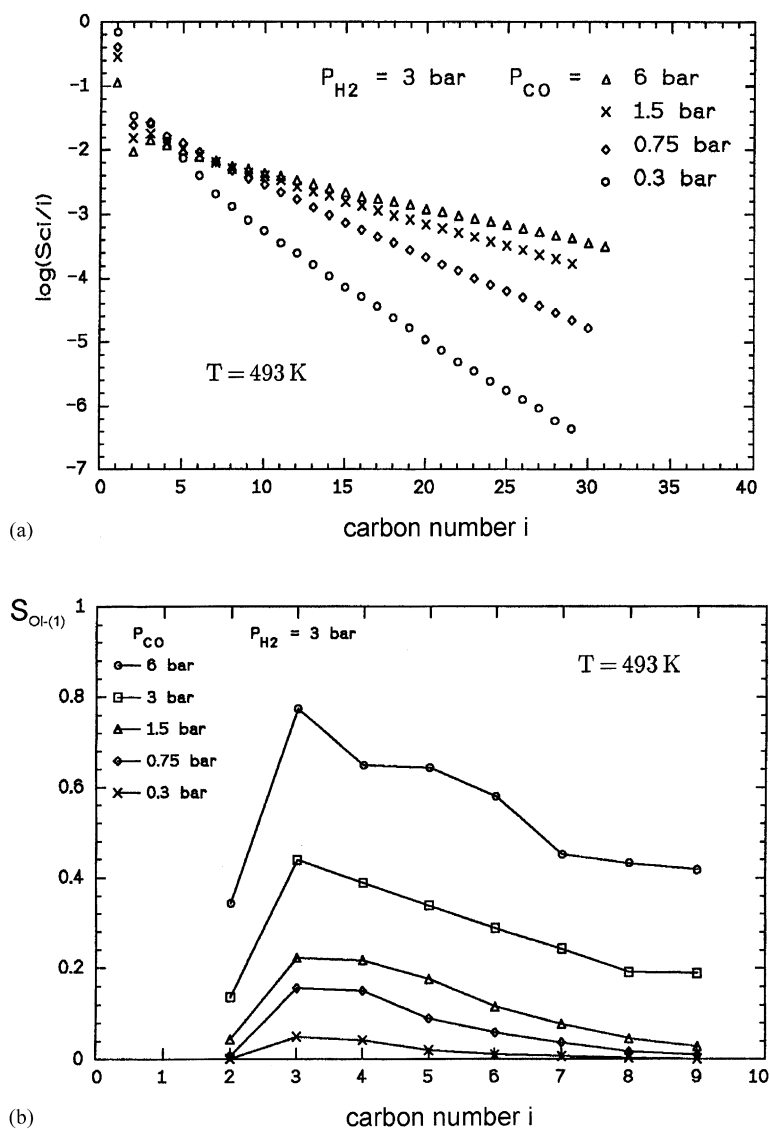 0
-1
-2
-3
-4
-5
-6
-7
log(Sci/i)
P_H2 = 3 bar P_CO = △ 6 bar
× 1.5 bar
◇ 0.75 bar
○ 0.3 bar
T = 493 K
0 5 10 15 20 25 30 35 40
(a)
carbon number i
S_Ol-(1)
1
0.8
0.6
0.4
0.2
0
P_CO P_H2 = 3 bar
6 bar
3 bar
1.5 bar
0.75 bar
0.3 bar
T = 493 K
0 1 2 3 4 5 6 7 8 9 10
(b)
carbon number i